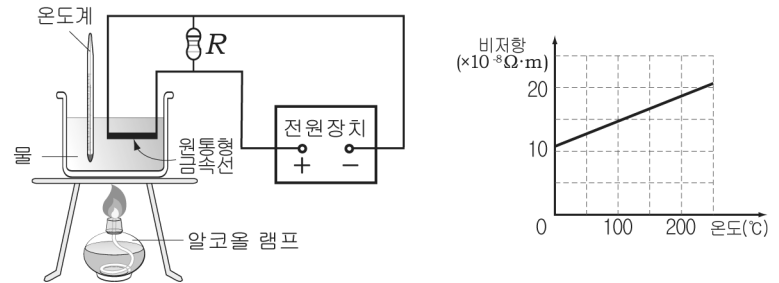 온도계
R
전원장치
+ −
물
원통형
금속선
알코올 램프
비저항
(×10⁻⁸Ω·m)
20
10
0 100 200 온도(℃)